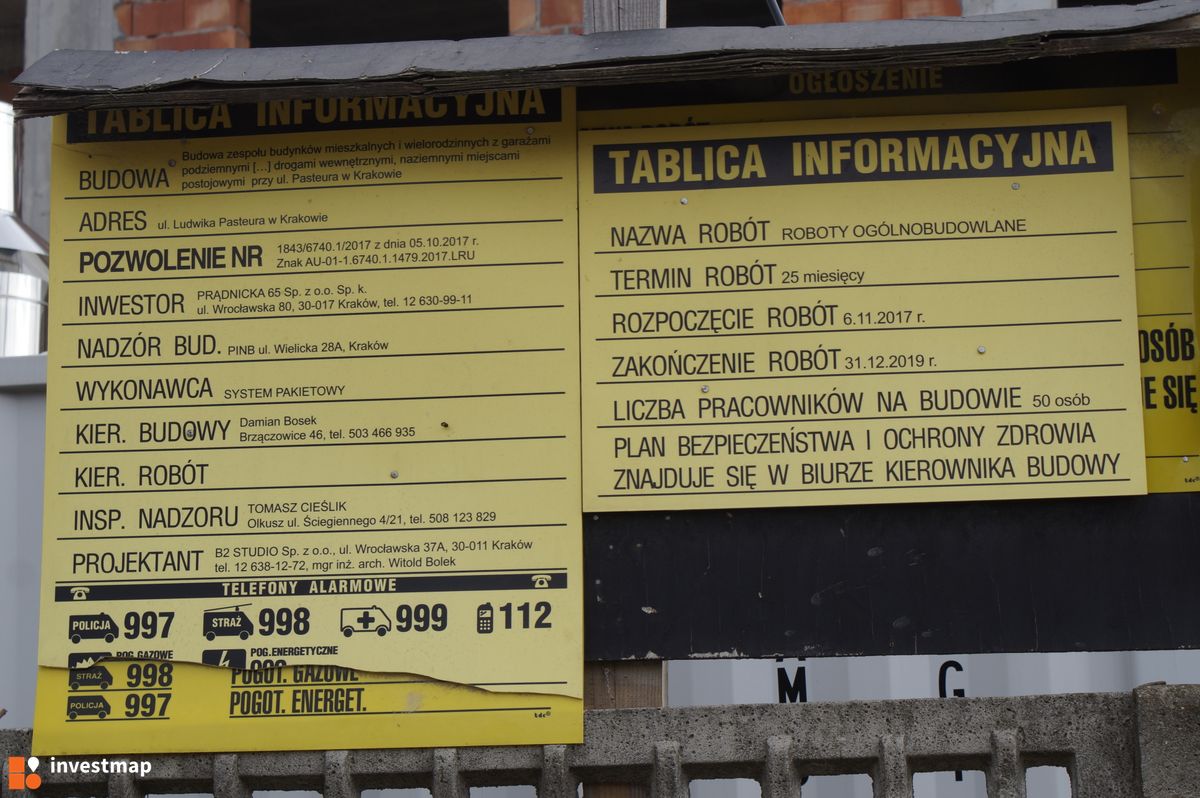 TABLICA INFORMACYJNA
BUDOWA Budowa zespołu budynków mieszkalnych i wielorodzinnych z garażami
podziemnymi [...] drogami wewnętrznymi, naziemnymi miejscami
postojowymi przy ul. Pasteura w Krakowie
ADRES ul. Ludwika Pasteura w Krakowie
POZWOLENIE NR 1843/6740.1/2017 z dnia 05.10.2017 r.
Znak AU-01-1.6740.1.1479.2017.LRU
INWESTOR PRĄDNICKA 65 Sp. z o.o. Sp. k.
ul. Wrocławska 80, 30-017 Kraków, tel. 12 630-99-11
NADZÓR BUD. PINB ul. Wielicka 28A, Kraków
WYKONAWCA SYSTEM PAKIETOWY
KIER. BUDOWY Damian Bosek
Brzączowice 46, tel. 503 466 935
KIER. ROBÓT
INSP. NADZORU TOMASZ CIEŚLIK
Olkusz ul. Ściegiennego 4/21, tel. 508 123 829
PROJEKTANT B2 STUDIO Sp. z o.o., ul. Wrocławska 37A, 30-011 Kraków
tel. 12 638-12-72, mgr inż. arch. Witold Bolek
TELEFONY ALARMOWE
POLICJA 997 STRAŻ 998 999 112
POG. GAZOWE POG. ENERGETYCZNE
STRAŻ 998 POGOT. GAZOWE
POLICJA 997 POGOT. ENERGET.
tdc
OGŁOSZENIE
TABLICA INFORMACYJNA
NAZWA ROBÓT ROBOTY OGÓLNOBUDOWLANE
TERMIN ROBÓT 25 miesięcy
ROZPOCZĘCIE ROBÓT 6.11.2017 r.
ZAKOŃCZENIE ROBÓT 31.12.2019 r.
LICZBA PRACOWNIKÓW NA BUDOWIE 50 osób
PLAN BEZPIECZEŃSTWA I OCHRONY ZDROWIA
ZNAJDUJE SIĘ W BIURZE KIEROWNIKA BUDOWY
OSÓB
SIĘ
tdc
M G
investmap